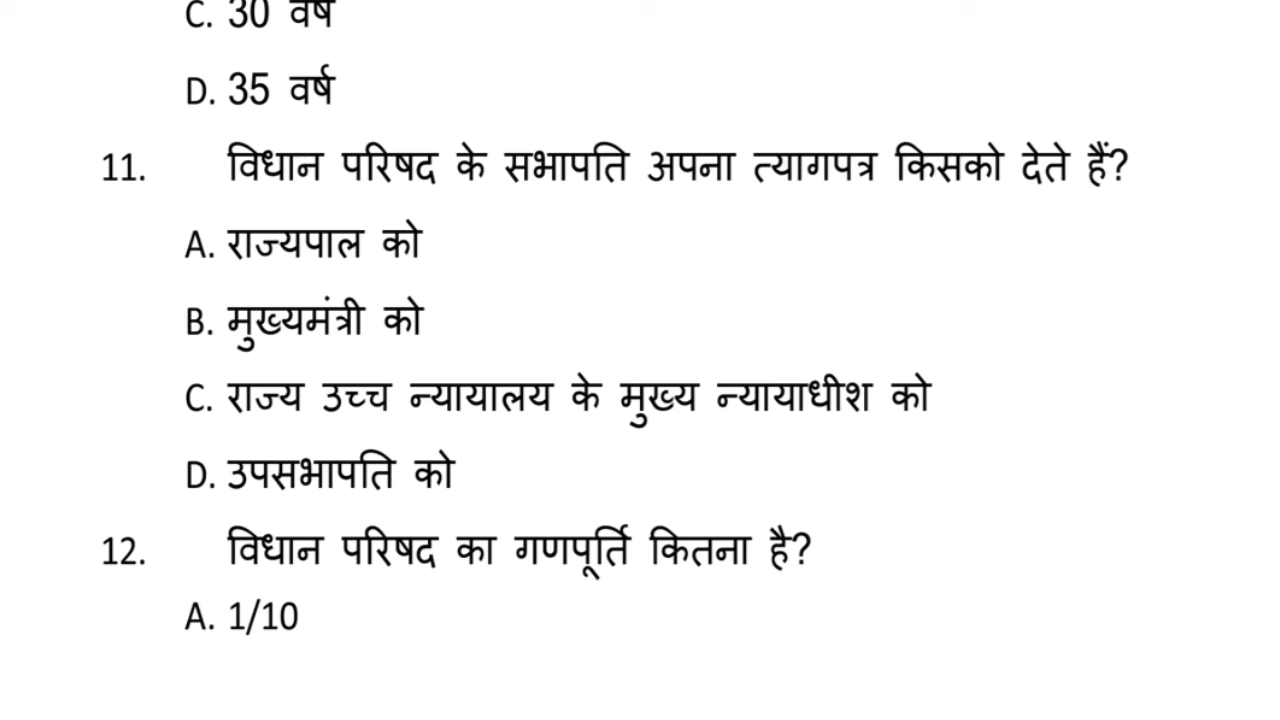 C. 30 वर्ष
D. 35 वर्ष
11. विधान परिषद के सभापति अपना त्यागपत्र किसको देते हैं?
A. राज्यपाल को
B. मुख्यमंत्री को
C. राज्य उच्च न्यायालय के मुख्य न्यायाधीश को
D. उपसभापति को
12. विधान परिषद का गणपूर्ति कितना है?
A. 1/10